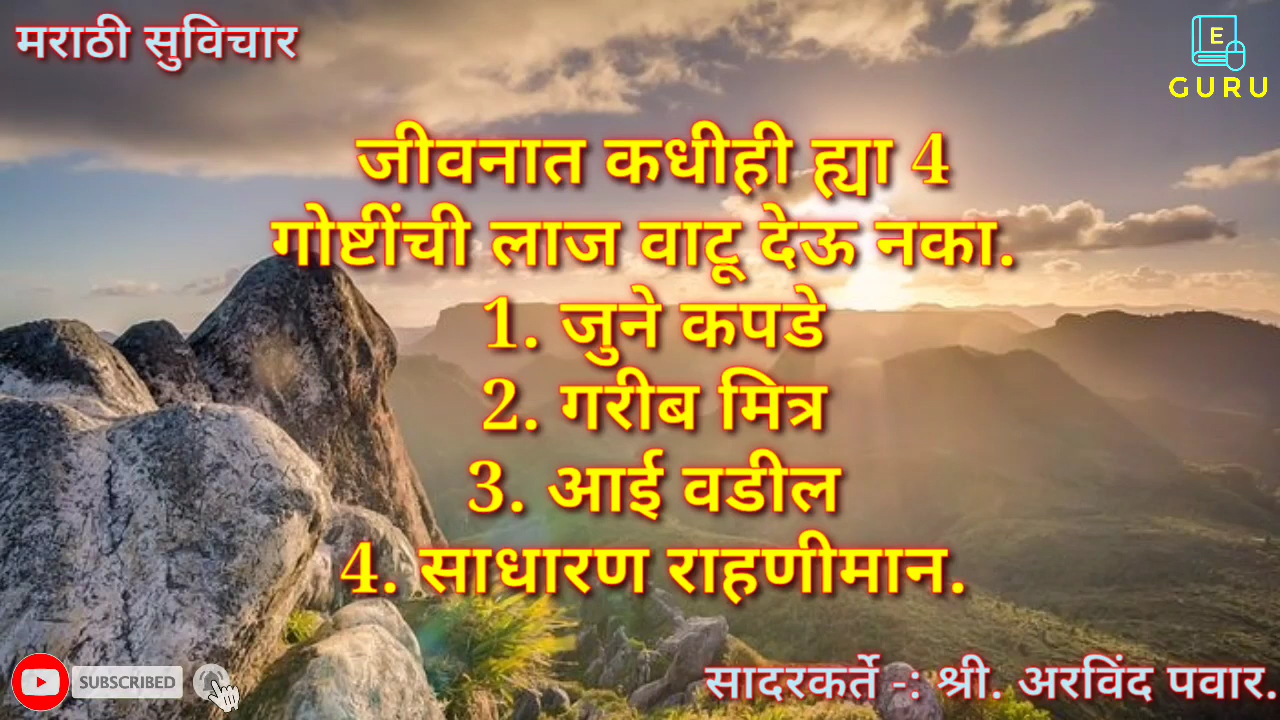 मराठी सुविचार
E
GURU
जीवनात कधीही ह्या 4
गोष्टींची लाज वाटू देऊ नका.
1. जुने कपडे
2. गरीब मित्र
3. आई वडील
4. साधारण राहणीमान.
SUBSCRIBED
सादरकर्ते -: श्री. अरविंद पवार.